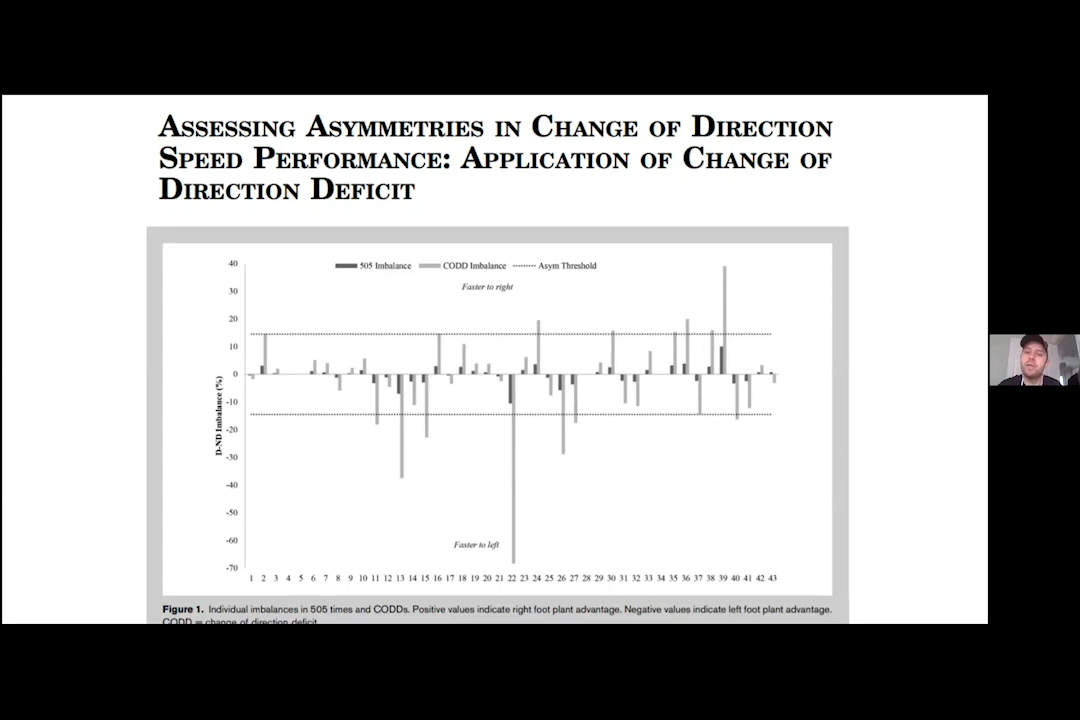 ASSESSING ASYMMETRIES IN CHANGE OF DIRECTION
SPEED PERFORMANCE: APPLICATION OF CHANGE OF
DIRECTION DEFICIT
505 Imbalance CODD Imbalance Asym Threshold
Faster to right
40
30
20
10
0
-10
-20
-30
-40
-50
-60
-70
D-ND Imbalance (%)
Faster to left
1 2 3 4 5 6 7 8 9 10 11 12 13 14 15 16 17 18 19 20 21 22 23 24 25 26 27 28 29 30 31 32 33 34 35 36 37 38 39 40 41 42 43
Figure 1. Individual imbalances in 505 times and CODDs. Positive values indicate right foot plant advantage. Negative values indicate left foot plant advantage.
CODD = change of direction deficit.